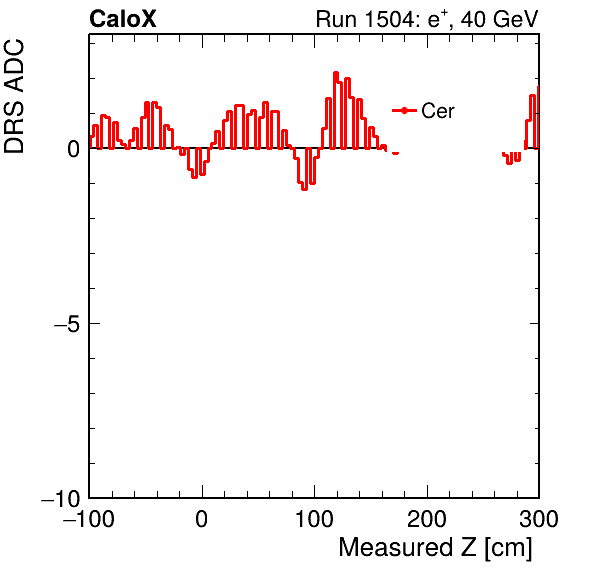 CaloX Run 1504: e⁺, 40 GeV
DRS ADC
Cer
0
−5
−10
−100 0 100 200 300
Measured Z [cm]